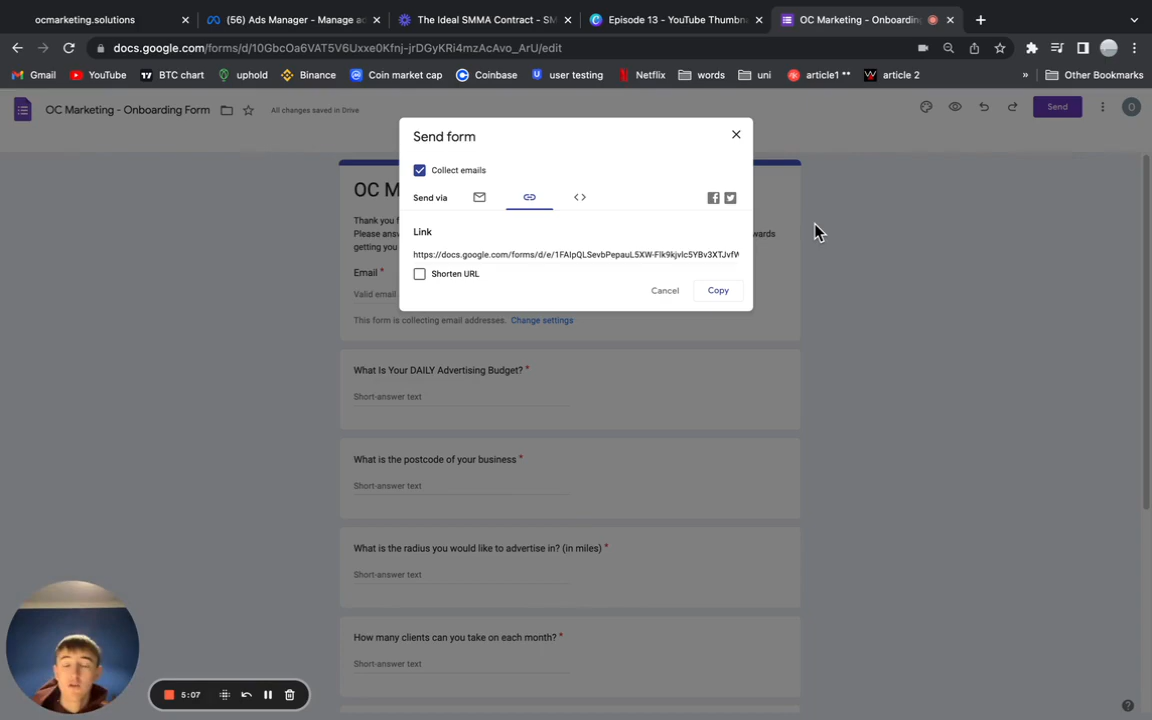 ocmarketing.solutions
(56) Ads Manager - Manage ad
The Ideal SMMA Contract - SM
Episode 13 - YouTube Thumbna
OC Marketing - Onboarding
docs.google.com/forms/d/10GbcOa6VAT5V6Uxxe0Kfnj-jrDGyKRi4mzAcAvo_ArU/edit
Gmail
YouTube
BTC chart
uphold
Binance
Coin market cap
Coinbase
user testing
Netflix
words
uni
article1 **
article 2
»
Other Bookmarks
OC Marketing - Onboarding Form
All changes saved in Drive
Send
O
Send form
Collect emails
Send via
Link
https://docs.google.com/forms/d/e/1FAIpQLSevbPepauL5XW-Flk9kjvlc5YBv3XTJvfW
Shorten URL
Cancel
Copy
OC M
Thank you f
Please answ
wards
getting you
Email *
Valid email
This form is collecting email addresses. Change settings
What Is Your DAILY Advertising Budget? *
Short-answer text
What is the postcode of your business *
Short-answer text
What is the radius you would like to advertise in? (in miles) *
Short-answer text
How many clients can you take on each month? *
Short-answer text
5:07